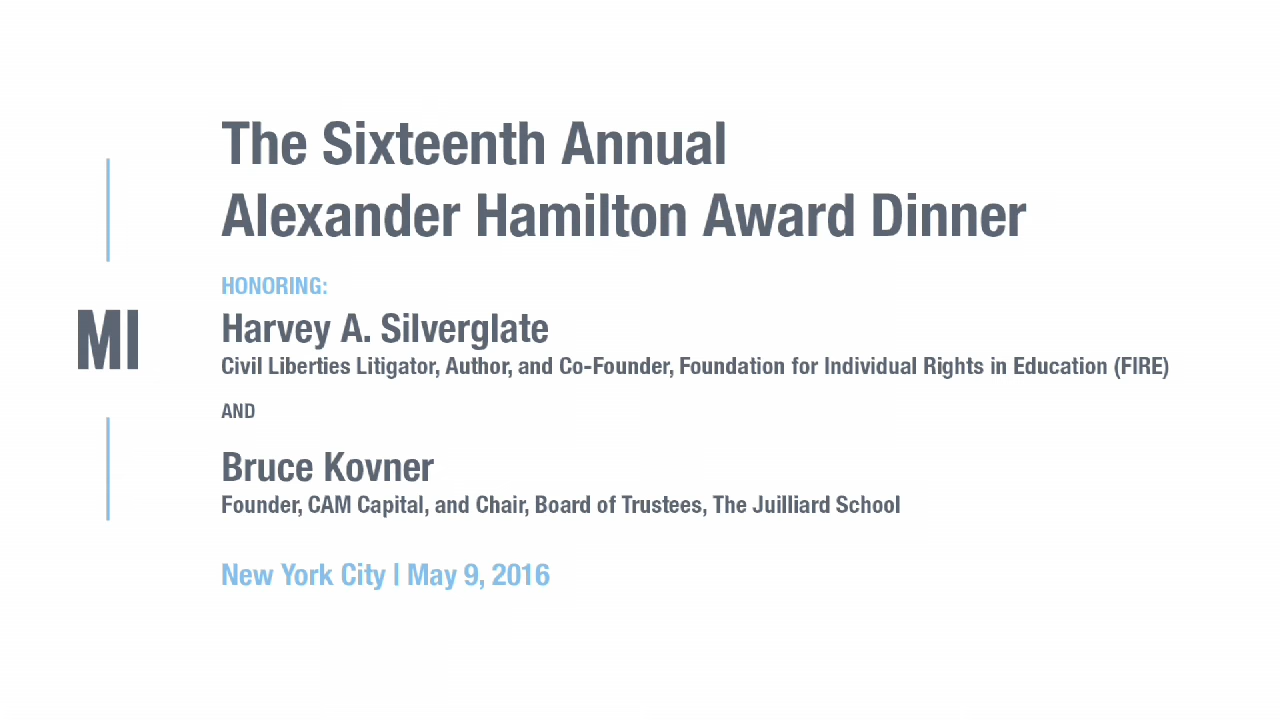 The Sixteenth Annual
Alexander Hamilton Award Dinner
HONORING:
MI
Harvey A. Silverglate
Civil Liberties Litigator, Author, and Co-Founder, Foundation for Individual Rights in Education (FIRE)
AND
Bruce Kovner
Founder, CAM Capital, and Chair, Board of Trustees, The Juilliard School
New York City | May 9, 2016